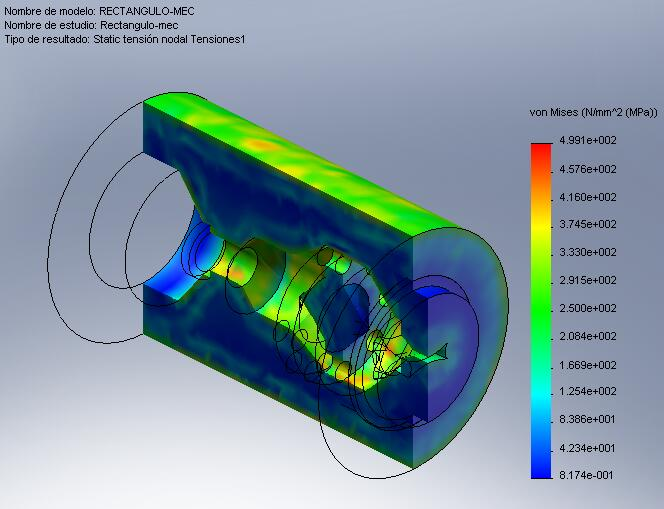 Nombre de modelo: RECTANGULO-MEC
Nombre de estudio: Rectangulo-mec
Tipo de resultado: Static tensión nodal Tensiones1
von Mises (N/mm^2 (MPa))
4.991e+002
4.576e+002
4.160e+002
3.745e+002
3.330e+002
2.915e+002
2.500e+002
2.084e+002
1.669e+002
1.254e+002
8.386e+001
4.234e+001
8.174e-001